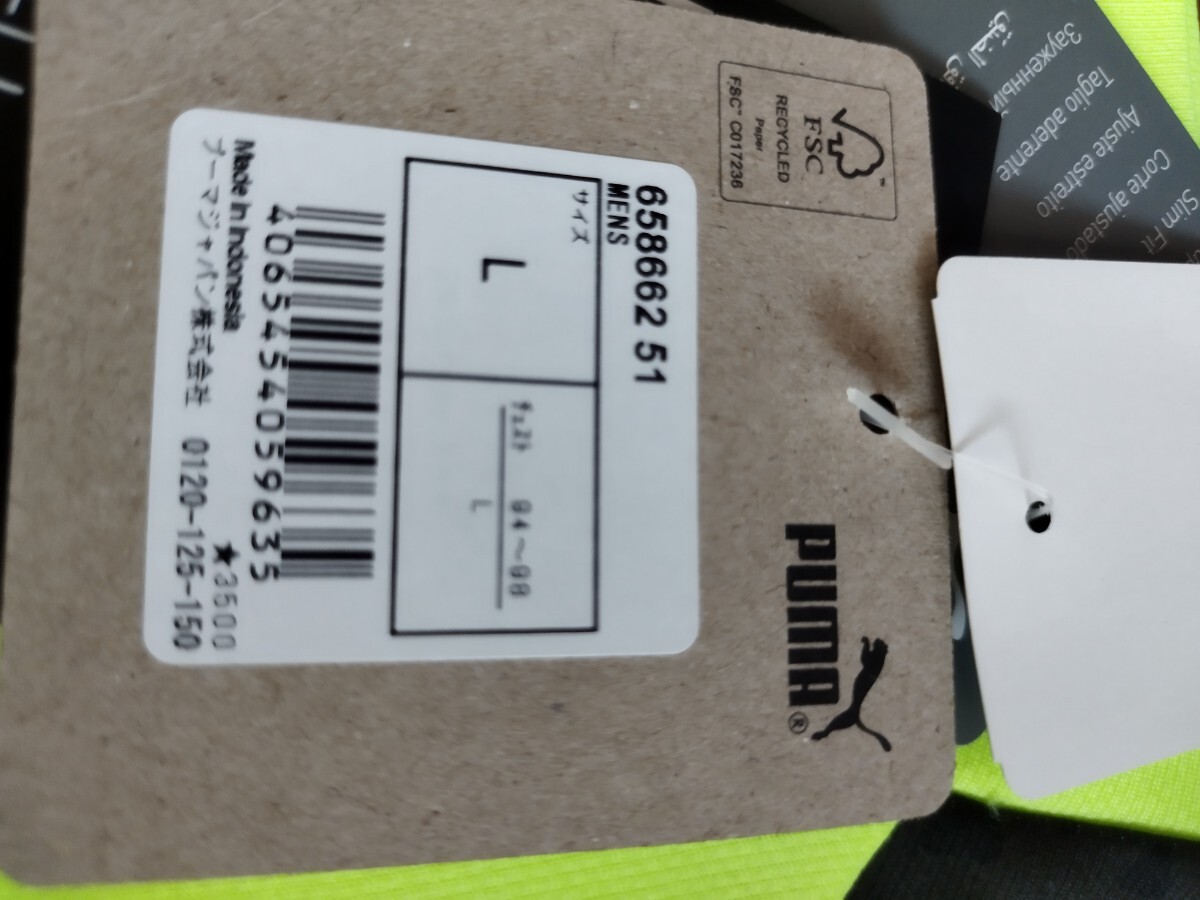 658662 51
MENS
サイズ
L
チェスト 94～98
L
4065454059635
★3500
Made in Indonesia
プーマジャパン株式会社 0120-125-150
FSC
RECYCLED
Paper
FSC™ C017236
PUMA®
Slim Fit
Corte ajustado
Ajuste estreito
Taglio aderente
Зауженный